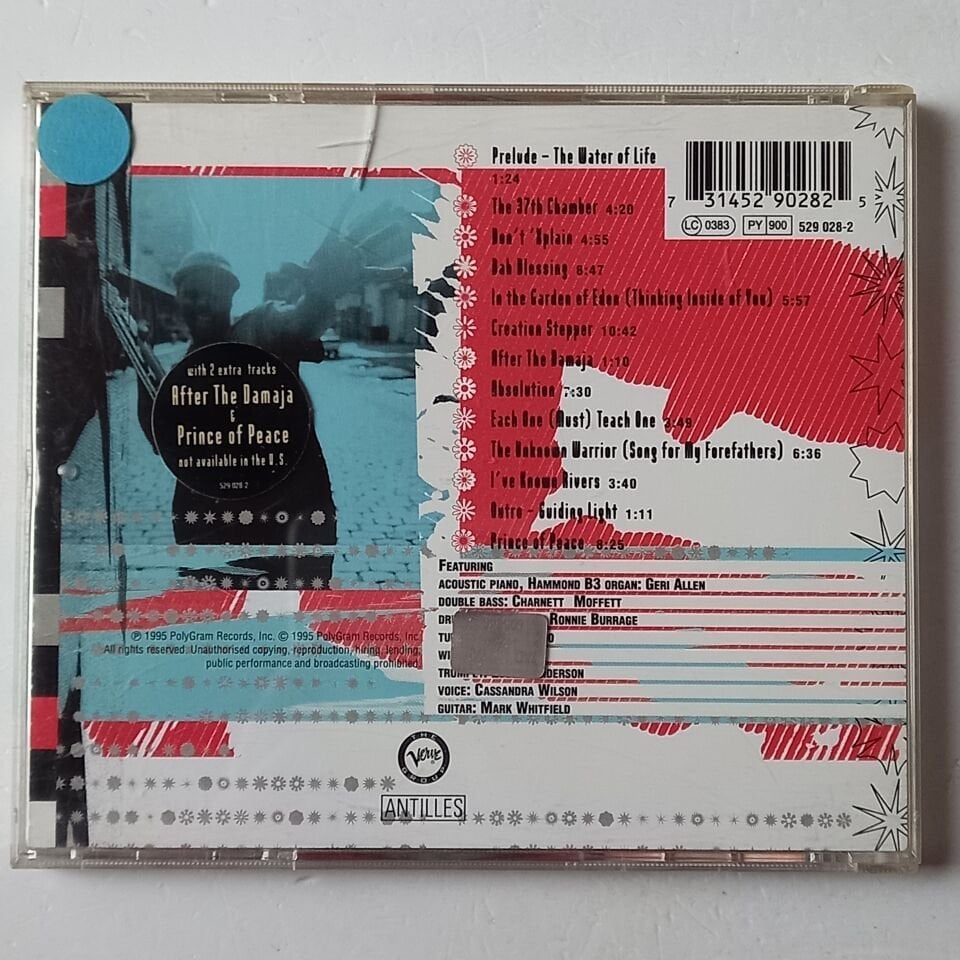 Prelude – The Water of Life
1:24
The 37th Chamber 4:20
Don't 'Xplain 4:55
Dah Blessing 8:47
In the Garden of Eden (Thinking Inside of You) 5:57
Creation Stepper 10:42
After The Damaja 1:10
Absolution 7:30
Each One (Must) Teach One 3:49
The Unknown Warrior (Song for My Forefathers) 6:36
I've Known Rivers 3:40
Outro – Guiding Light 1:11
Prince of Peace 8:25
7 31452 90282 5
LC 0383 PY 900 529 028-2
with 2 extra tracks
After The Damaja
&
Prince of Peace
not available in the U.S.
529 028 2
FEATURING
ACOUSTIC PIANO, HAMMOND B3 ORGAN: GERI ALLEN
DOUBLE BASS: CHARNETT MOFFETT
RONNIE BURRAGE
VOICE: CASSANDRA WILSON
GUITAR: MARK WHITFIELD
℗ 1995 PolyGram Records, Inc. © 1995 PolyGram Records, Inc.
All rights reserved. Unauthorised copying, reproduction, hiring, lending,
public performance and broadcasting prohibited.
THE Verve GROUP
ANTILLES